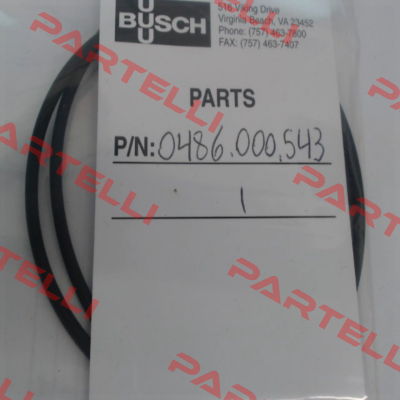 BUSCH
516 Viking Drive
Virginia Beach, VA 23452
Phone: (757) 463-7800
FAX: (757) 463-7407
PARTS
P/N: 0486.000.543
1
PARTELLI
PARTELLI
PARTELLI
PARTELLI